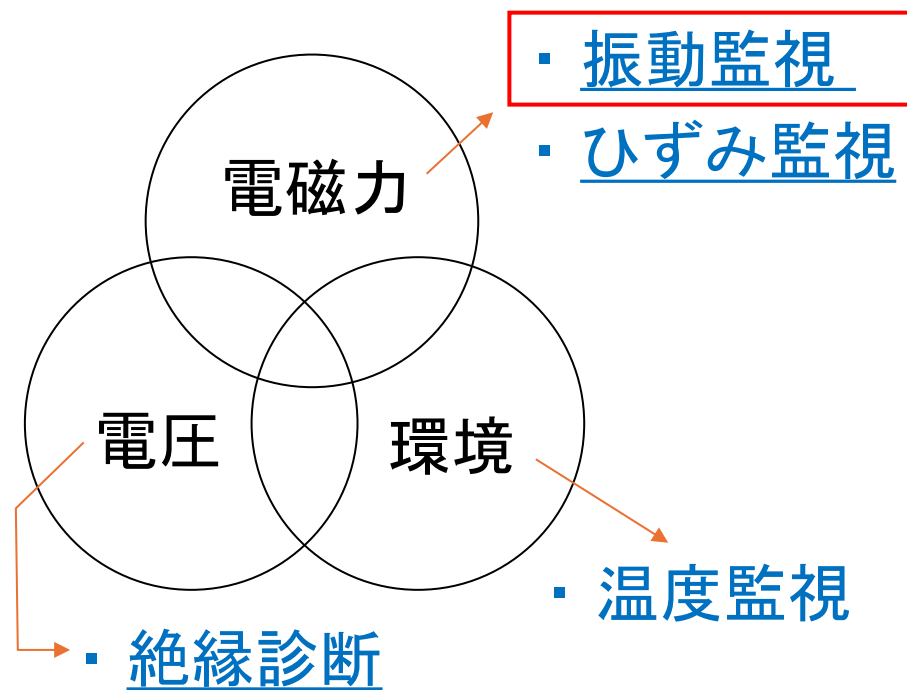 ・振動監視
・ひずみ監視
電磁力
電圧
環境
・温度監視
・絶縁診断